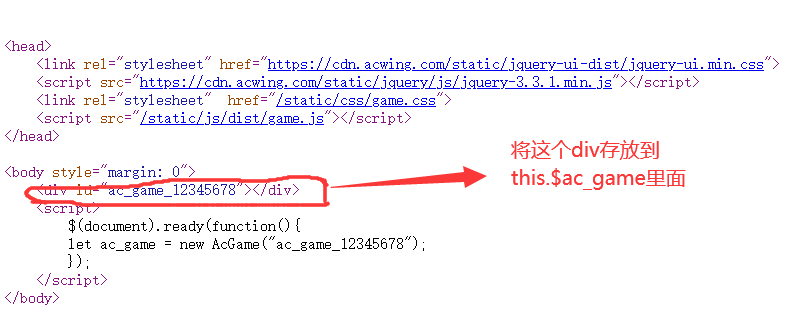 <head>
    <link rel="stylesheet" href="https://cdn.acwing.com/static/jquery-ui-dist/jquery-ui.min.css">
    <script src="https://cdn.acwing.com/static/jquery/js/jquery-3.3.1.min.js"></script>
    <link rel="stylesheet"  href="/static/css/game.css">
    <script src="/static/js/dist/game.js"></script>
</head>
<body style="margin: 0">
    <div id="ac_game_12345678"></div>
    <script>
        $(document).ready(function(){
        let ac_game = new AcGame("ac_game_12345678");
        });
    </script>
</body>
将这个div存放到
this.$ac_game里面